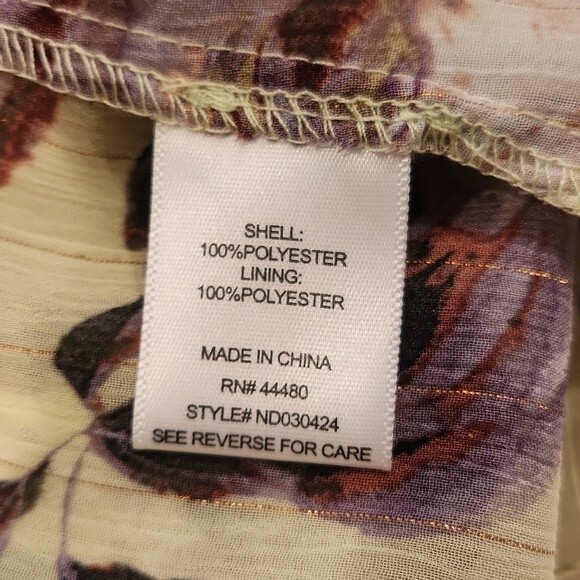 SHELL:
100%POLYESTER
LINING:
100%POLYESTER
MADE IN CHINA
RN# 44480
STYLE# ND030424
SEE REVERSE FOR CARE